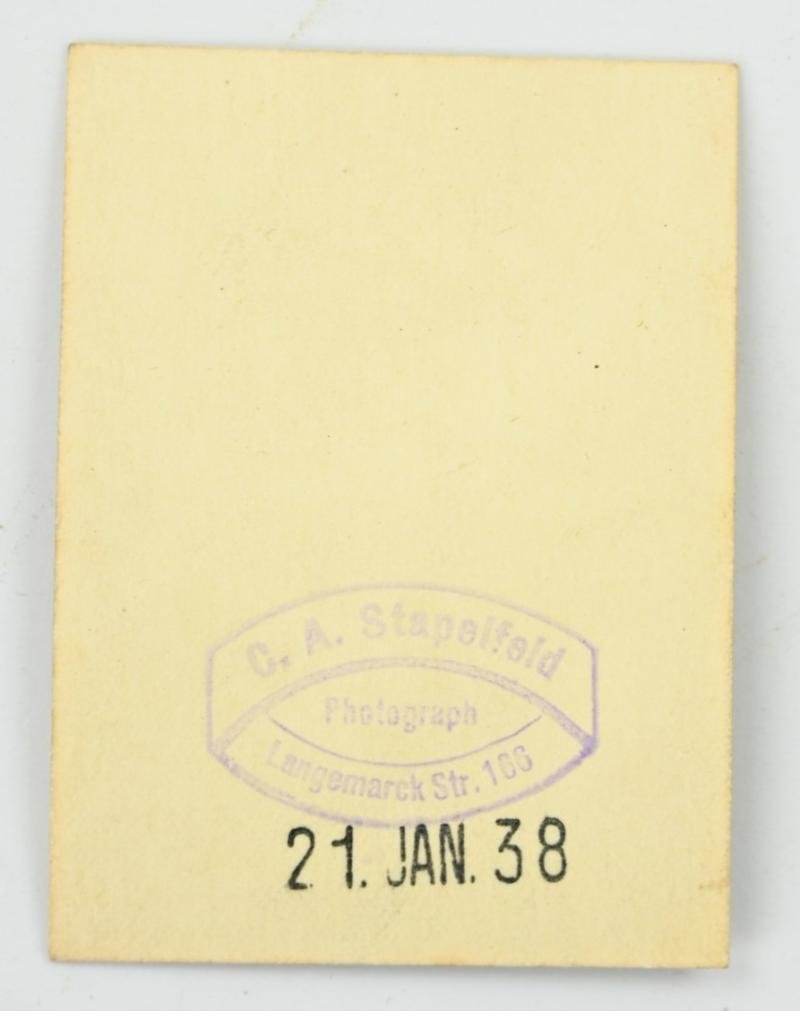 C. A. Stapelfeld
Photograph
Langemarck Str. 166
21. JAN. 38